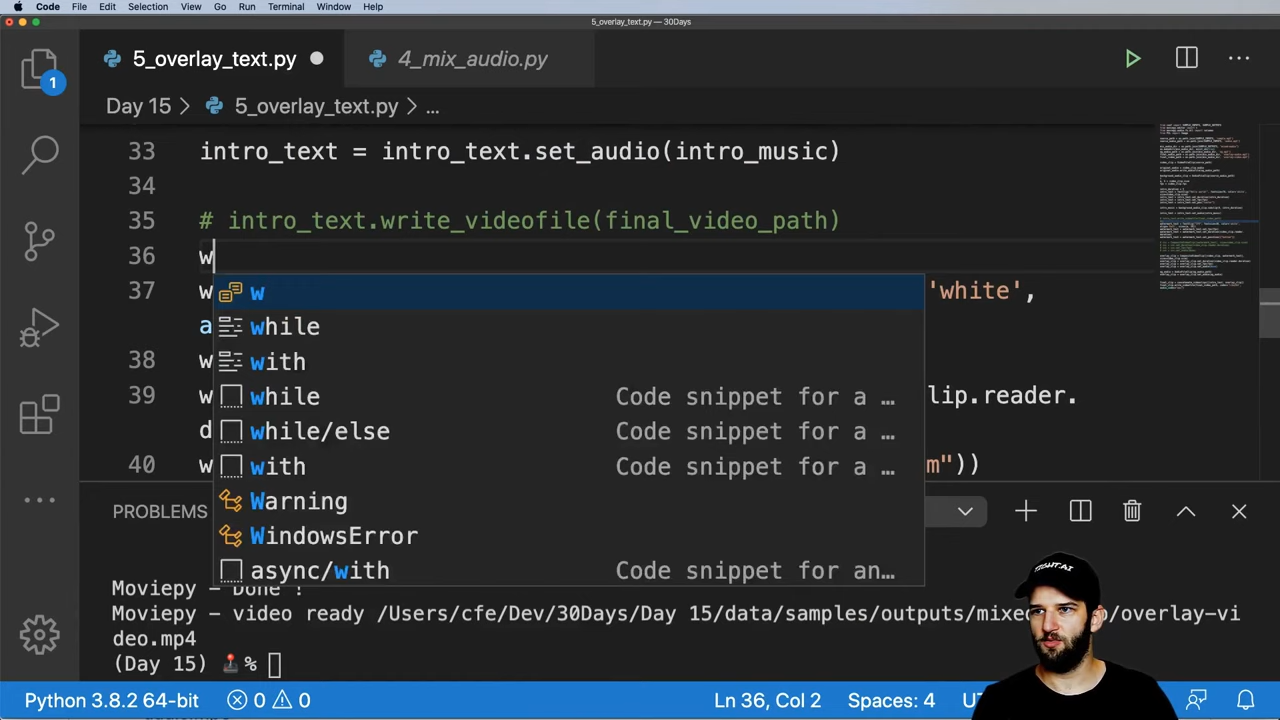 Code File Edit Selection View Go Run Terminal Window Help
5_overlay_text.py — 30Days
5_overlay_text.py 4_mix_audio.py
1
Day 15 > 5_overlay_text.py > ...
33 intro_text = intro_text.set_audio(intro_music)
34
35 # intro_text.write_videofile(final_video_path)
36 w
w
37 w 'white',
while
a
with
38 w
while Code snippet for a …
39 w lip.reader.
while/else Code snippet for a …
d
with Code snippet for a …
40 w m"))
Warning
PROBLEMS
WindowsError
async/with Code snippet for an…
Moviepy - Done !
Moviepy - video ready /Users/cfe/Dev/30Days/Day 15/data/samples/outputs/mixed
p/overlay-vi
deo.mp4
(Day 15) %
TIGHT.AI
Python 3.8.2 64-bit 0 0 Ln 36, Col 2 Spaces: 4